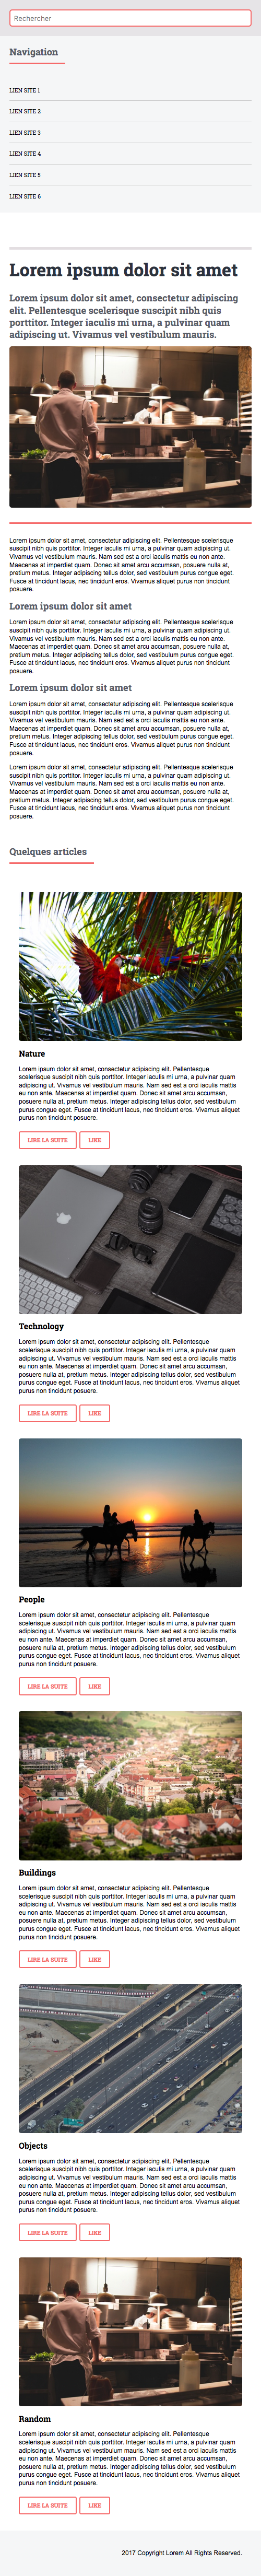 Rechercher
Navigation
LIEN SITE 1
LIEN SITE 2
LIEN SITE 3
LIEN SITE 4
LIEN SITE 5
LIEN SITE 6
Lorem ipsum dolor sit amet
Lorem ipsum dolor sit amet, consectetur adipiscing
elit. Pellentesque scelerisque suscipit nibh quis
porttitor. Integer iaculis mi urna, a pulvinar quam
adipiscing ut. Vivamus vel vestibulum mauris.
Lorem ipsum dolor sit amet, consectetur adipiscing elit. Pellentesque scelerisque
suscipit nibh quis porttitor. Integer iaculis mi urna, a pulvinar quam adipiscing ut.
Vivamus vel vestibulum mauris. Nam sed est a orci iaculis mattis eu non ante.
Maecenas at imperdiet quam. Donec sit amet arcu accumsan, posuere nulla at,
pretium metus. Integer adipiscing tellus dolor, sed vestibulum purus congue eget.
Fusce at tincidunt lacus, nec tincidunt eros. Vivamus aliquet purus non tincidunt
posuere.
Lorem ipsum dolor sit amet
Lorem ipsum dolor sit amet, consectetur adipiscing elit. Pellentesque scelerisque
suscipit nibh quis porttitor. Integer iaculis mi urna, a pulvinar quam adipiscing ut.
Vivamus vel vestibulum mauris. Nam sed est a orci iaculis mattis eu non ante.
Maecenas at imperdiet quam. Donec sit amet arcu accumsan, posuere nulla at,
pretium metus. Integer adipiscing tellus dolor, sed vestibulum purus congue eget.
Fusce at tincidunt lacus, nec tincidunt eros. Vivamus aliquet purus non tincidunt
posuere.
Lorem ipsum dolor sit amet
Lorem ipsum dolor sit amet, consectetur adipiscing elit. Pellentesque scelerisque
suscipit nibh quis porttitor. Integer iaculis mi urna, a pulvinar quam adipiscing ut.
Vivamus vel vestibulum mauris. Nam sed est a orci iaculis mattis eu non ante.
Maecenas at imperdiet quam. Donec sit amet arcu accumsan, posuere nulla at,
pretium metus. Integer adipiscing tellus dolor, sed vestibulum purus congue eget.
Fusce at tincidunt lacus, nec tincidunt eros. Vivamus aliquet purus non tincidunt
posuere.
Lorem ipsum dolor sit amet, consectetur adipiscing elit. Pellentesque scelerisque
suscipit nibh quis porttitor. Integer iaculis mi urna, a pulvinar quam adipiscing ut.
Vivamus vel vestibulum mauris. Nam sed est a orci iaculis mattis eu non ante.
Maecenas at imperdiet quam. Donec sit amet arcu accumsan, posuere nulla at,
pretium metus. Integer adipiscing tellus dolor, sed vestibulum purus congue eget.
Fusce at tincidunt lacus, nec tincidunt eros. Vivamus aliquet purus non tincidunt
posuere.
Quelques articles
Nature
Lorem ipsum dolor sit amet, consectetur adipiscing elit. Pellentesque
scelerisque suscipit nibh quis porttitor. Integer iaculis mi urna, a pulvinar quam
adipiscing ut. Vivamus vel vestibulum mauris. Nam sed est a orci iaculis mattis
eu non ante. Maecenas at imperdiet quam. Donec sit amet arcu accumsan,
posuere nulla at, pretium metus. Integer adipiscing tellus dolor, sed vestibulum
purus congue eget. Fusce at tincidunt lacus, nec tincidunt eros. Vivamus aliquet
purus non tincidunt posuere.
LIRE LA SUITE LIKE
Technology
Lorem ipsum dolor sit amet, consectetur adipiscing elit. Pellentesque
scelerisque suscipit nibh quis porttitor. Integer iaculis mi urna, a pulvinar quam
adipiscing ut. Vivamus vel vestibulum mauris. Nam sed est a orci iaculis mattis
eu non ante. Maecenas at imperdiet quam. Donec sit amet arcu accumsan,
posuere nulla at, pretium metus. Integer adipiscing tellus dolor, sed vestibulum
purus congue eget. Fusce at tincidunt lacus, nec tincidunt eros. Vivamus aliquet
purus non tincidunt posuere.
LIRE LA SUITE LIKE
People
Lorem ipsum dolor sit amet, consectetur adipiscing elit. Pellentesque
scelerisque suscipit nibh quis porttitor. Integer iaculis mi urna, a pulvinar quam
adipiscing ut. Vivamus vel vestibulum mauris. Nam sed est a orci iaculis mattis
eu non ante. Maecenas at imperdiet quam. Donec sit amet arcu accumsan,
posuere nulla at, pretium metus. Integer adipiscing tellus dolor, sed vestibulum
purus congue eget. Fusce at tincidunt lacus, nec tincidunt eros. Vivamus aliquet
purus non tincidunt posuere.
LIRE LA SUITE LIKE
Buildings
Lorem ipsum dolor sit amet, consectetur adipiscing elit. Pellentesque
scelerisque suscipit nibh quis porttitor. Integer iaculis mi urna, a pulvinar quam
adipiscing ut. Vivamus vel vestibulum mauris. Nam sed est a orci iaculis mattis
eu non ante. Maecenas at imperdiet quam. Donec sit amet arcu accumsan,
posuere nulla at, pretium metus. Integer adipiscing tellus dolor, sed vestibulum
purus congue eget. Fusce at tincidunt lacus, nec tincidunt eros. Vivamus aliquet
purus non tincidunt posuere.
LIRE LA SUITE LIKE
Objects
Lorem ipsum dolor sit amet, consectetur adipiscing elit. Pellentesque
scelerisque suscipit nibh quis porttitor. Integer iaculis mi urna, a pulvinar quam
adipiscing ut. Vivamus vel vestibulum mauris. Nam sed est a orci iaculis mattis
eu non ante. Maecenas at imperdiet quam. Donec sit amet arcu accumsan,
posuere nulla at, pretium metus. Integer adipiscing tellus dolor, sed vestibulum
purus congue eget. Fusce at tincidunt lacus, nec tincidunt eros. Vivamus aliquet
purus non tincidunt posuere.
LIRE LA SUITE LIKE
Random
Lorem ipsum dolor sit amet, consectetur adipiscing elit. Pellentesque
scelerisque suscipit nibh quis porttitor. Integer iaculis mi urna, a pulvinar quam
adipiscing ut. Vivamus vel vestibulum mauris. Nam sed est a orci iaculis mattis
eu non ante. Maecenas at imperdiet quam. Donec sit amet arcu accumsan,
posuere nulla at, pretium metus. Integer adipiscing tellus dolor, sed vestibulum
purus congue eget. Fusce at tincidunt lacus, nec tincidunt eros. Vivamus aliquet
purus non tincidunt posuere.
LIRE LA SUITE LIKE
2017 Copyright Lorem All Rights Reserved.